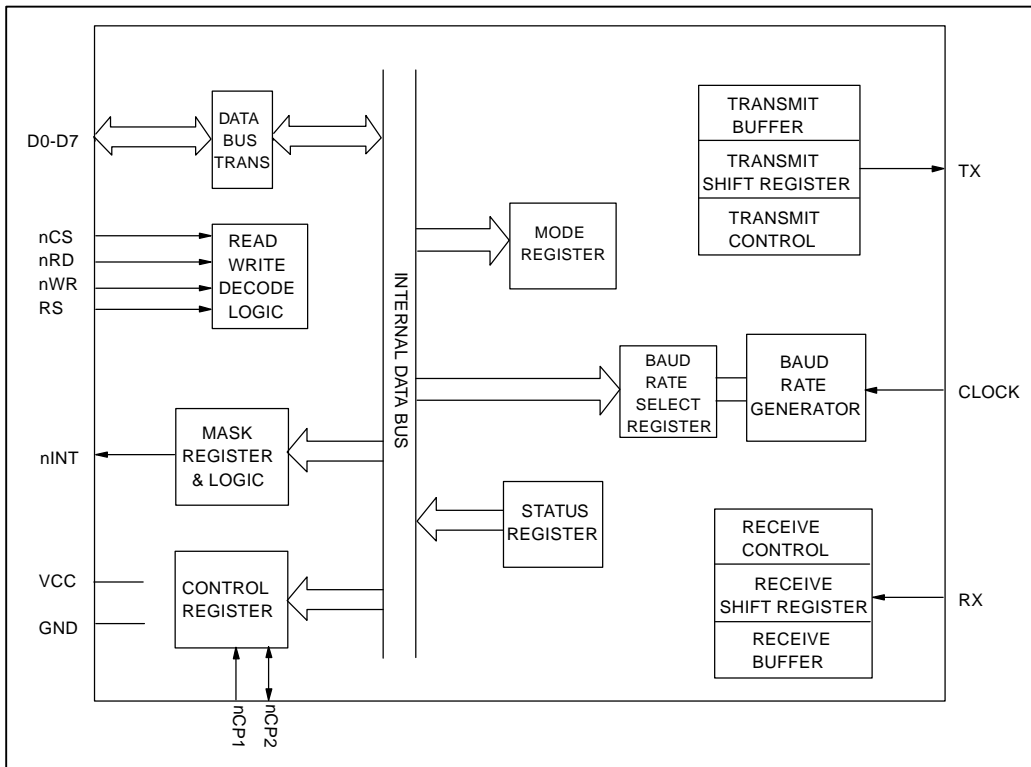 D0-D7
DATA
BUS
TRANS
nCS
nRD
nWR
RS
READ
WRITE
DECODE
LOGIC
nINT
MASK
REGISTER
& LOGIC
VCC
GND
CONTROL
REGISTER
nCP1
nCP2
INTERNAL DATA BUS
MODE
REGISTER
BAUD
RATE
SELECT
REGISTER
BAUD
RATE
GENERATOR
CLOCK
STATUS
REGISTER
TRANSMIT
BUFFER
TRANSMIT
SHIFT REGISTER
TRANSMIT
CONTROL
TX
RECEIVE
CONTROL
RECEIVE
SHIFT REGISTER
RECEIVE
BUFFER
RX